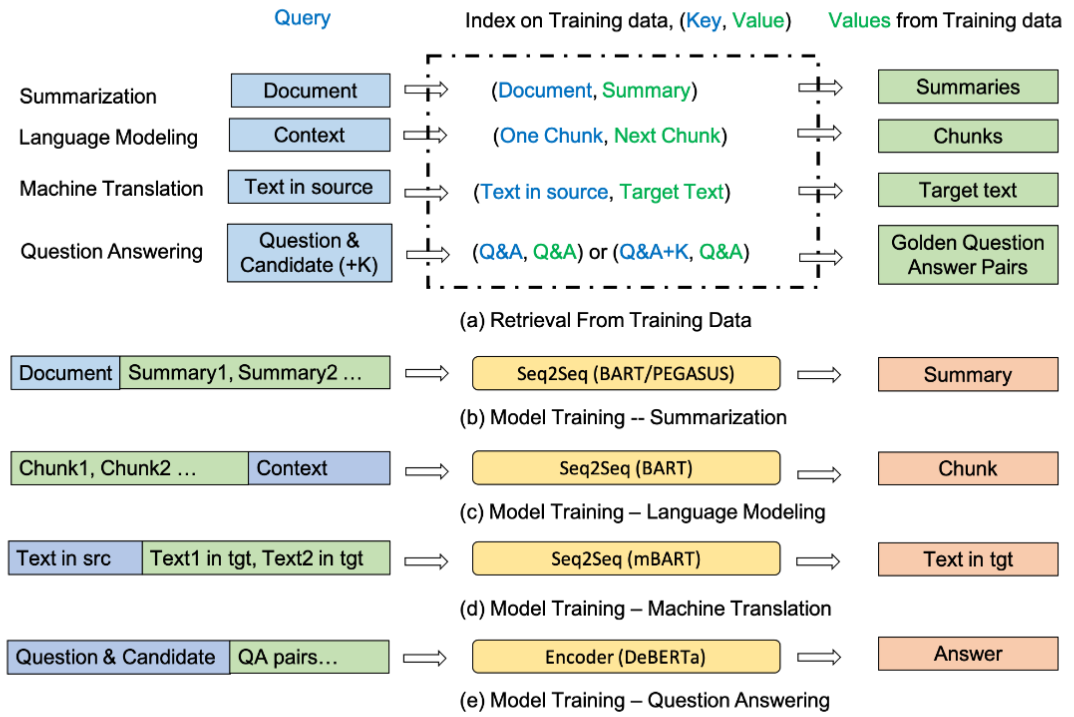 Query
Index on Training data, (Key, Value)
Values from Training data
Summarization
Document
(Document, Summary)
Summaries
Language Modeling
Context
(One Chunk, Next Chunk)
Chunks
Machine Translation
Text in source
(Text in source, Target Text)
Target text
Question Answering
Question &
Candidate (+K)
(Q&A, Q&A) or (Q&A+K, Q&A)
Golden Question
Answer Pairs
(a) Retrieval From Training Data
Document
Summary1, Summary2 …
Seq2Seq (BART/PEGASUS)
Summary
(b) Model Training -- Summarization
Chunk1, Chunk2 …
Context
Seq2Seq (BART)
Chunk
(c) Model Training – Language Modeling
Text in src
Text1 in tgt, Text2 in tgt
Seq2Seq (mBART)
Text in tgt
(d) Model Training – Machine Translation
Question & Candidate
QA pairs…
Encoder (DeBERTa)
Answer
(e) Model Training – Question Answering